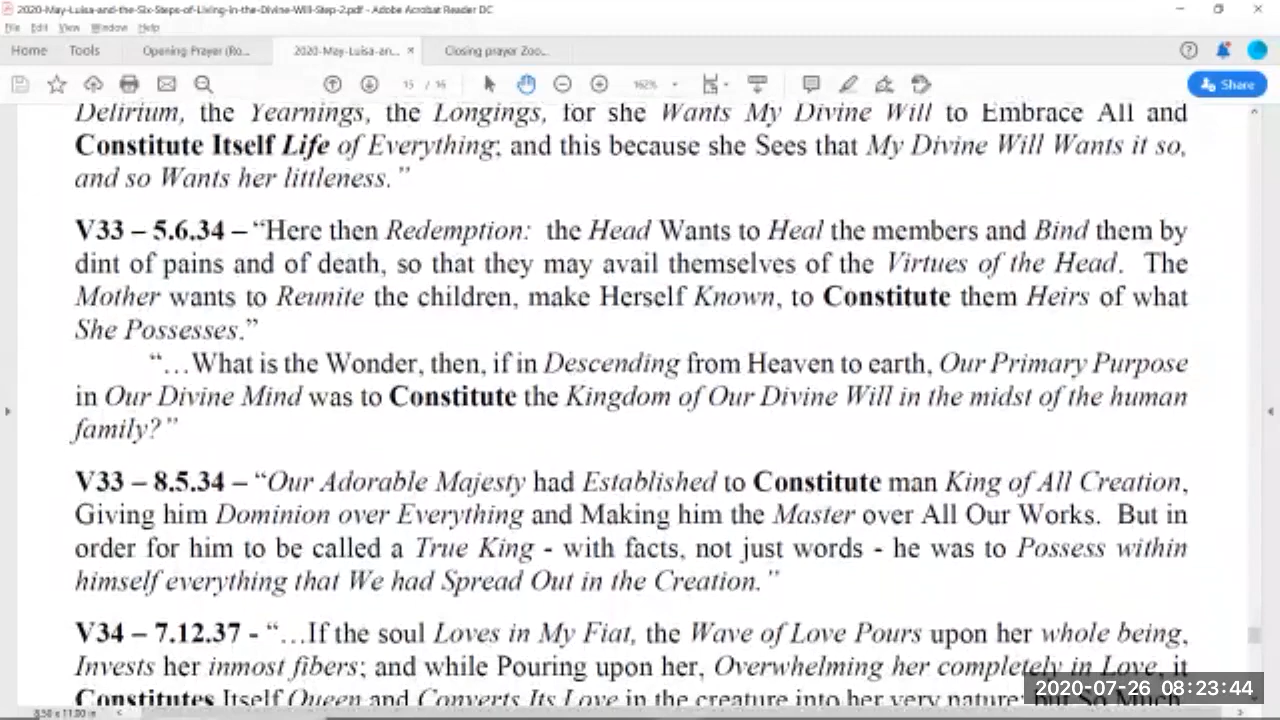 2020-May-Luisa-and-the-Six-Steps-of-Living-in-the-Divine-Will-Step-2.pdf - Adobe Acrobat Reader DC
File Edit View Window Help
Home Tools Opening Prayer (Ro... 2020-May-Luisa-an... × Closing prayer Zoo...
15 / 16 162% Share
Delirium, the Yearnings, the Longings, for she Wants My Divine Will to Embrace All and
Constitute Itself Life of Everything; and this because she Sees that My Divine Will Wants it so,
and so Wants her littleness.”
V33 – 5.6.34 – “Here then Redemption: the Head Wants to Heal the members and Bind them by
dint of pains and of death, so that they may avail themselves of the Virtues of the Head. The
Mother wants to Reunite the children, make Herself Known, to Constitute them Heirs of what
She Possesses.”
“…What is the Wonder, then, if in Descending from Heaven to earth, Our Primary Purpose
in Our Divine Mind was to Constitute the Kingdom of Our Divine Will in the midst of the human
family?”
V33 – 8.5.34 – “Our Adorable Majesty had Established to Constitute man King of All Creation,
Giving him Dominion over Everything and Making him the Master over All Our Works. But in
order for him to be called a True King - with facts, not just words - he was to Possess within
himself everything that We had Spread Out in the Creation.”
V34 – 7.12.37 - “…If the soul Loves in My Fiat, the Wave of Love Pours upon her whole being,
Invests her inmost fibers; and while Pouring upon her, Overwhelming her completely in Love, it
Constitutes Itself Queen and Converts Its Love in the creature into her very nature; but So Much
8.50 x 11.00 in
2020-07-26 08:23:44